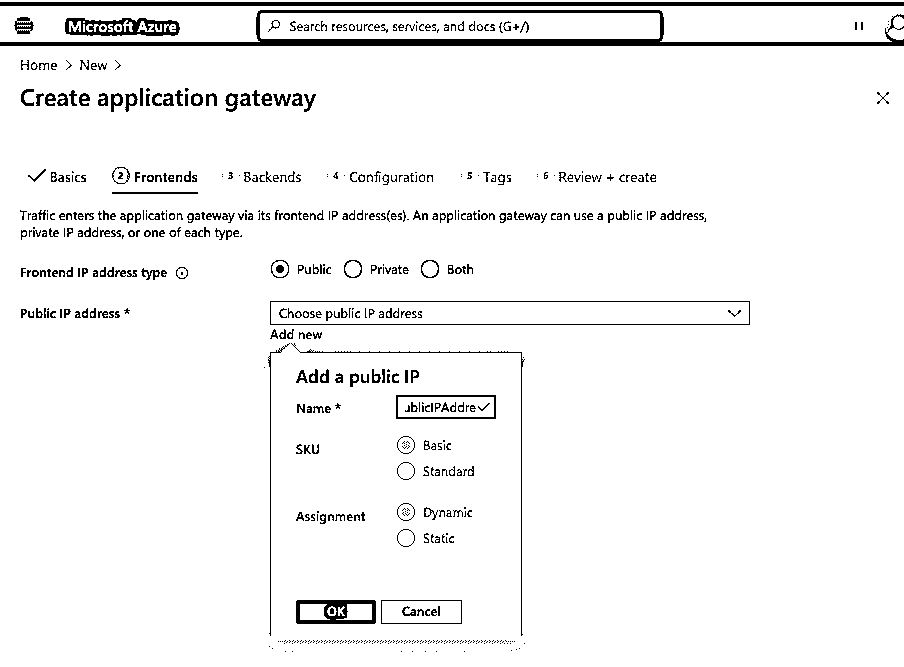 Microsoft Azure
Search resources, services, and docs (G+/)
Home > New >
Create application gateway
Basics 2 Frontends 3 Backends 4 Configuration 5 Tags 6 Review + create
Traffic enters the application gateway via its frontend IP address(es). An application gateway can use a public IP address,
private IP address, or one of each type.
Frontend IP address type Public Private Both
Public IP address * Choose public IP address
Add new
Add a public IP
Name * ublicIPAddre
SKU Basic
Standard
Assignment Dynamic
Static
OK Cancel